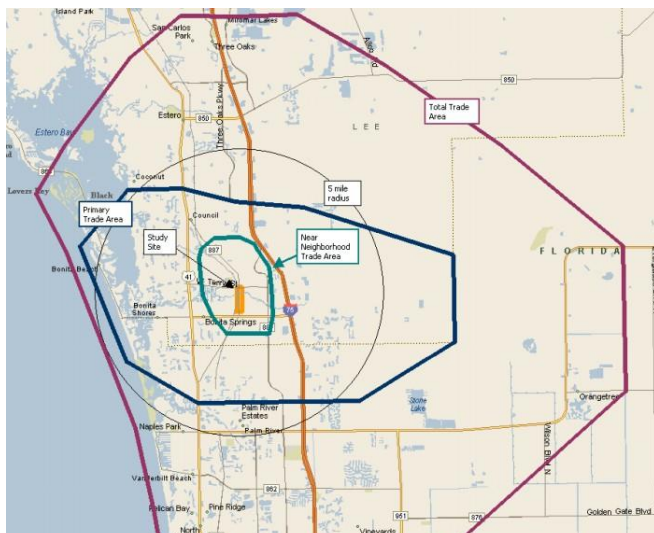 Island Park
San Carlos
Park
Miromar Lakes
Three Oaks
Alico Rd
850
Total Trade
Area
Three Oaks Pkwy
Estero
850
L E E
Estero Bay
865
Lovers Key
Black
Coconut
5 mile
radius
Primary
Trade Area
Council
Study
Site
887
Near
Neighborhood
Trade Area
F L O R I D A
Bonita Beach
41
Bonita
Shores
Bonita Springs
75
Stone
Lake
Orangetree
Palm River
Estates
Naples Park
Palm River
Wilson Blvd N
Vanderbilt Beach
862
Pelican Bay
Pine Ridge
951
876
Golden Gate Blvd
North
Vineyards